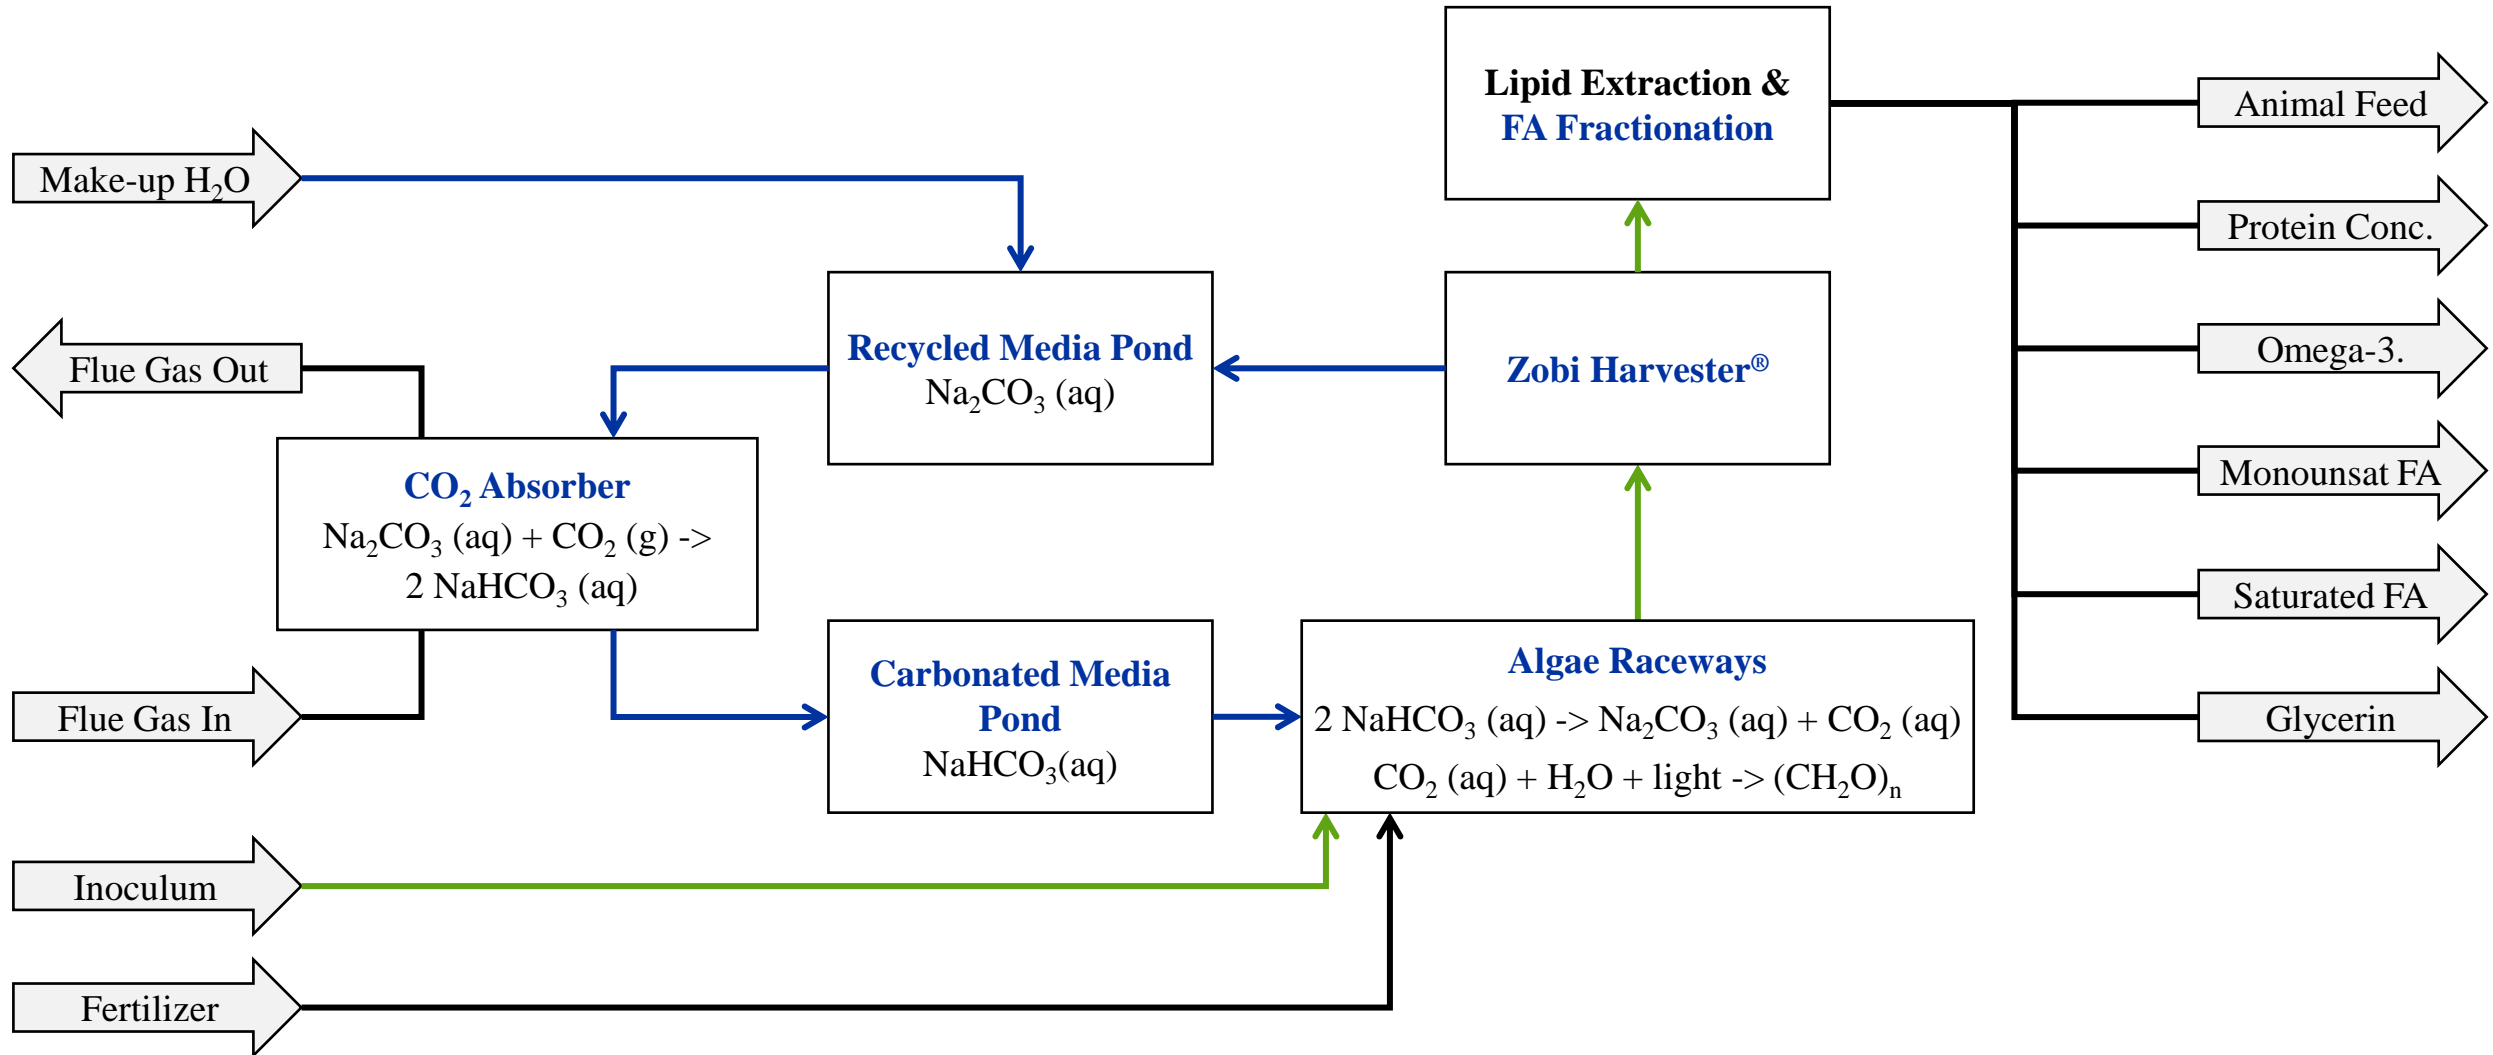 Make-up H₂O
Flue Gas Out
Flue Gas In
Inoculum
Fertilizer
CO₂ Absorber
Na₂CO₃ (aq) + CO₂ (g) ->
2 NaHCO₃ (aq)
Recycled Media Pond
Na₂CO₃ (aq)
Carbonated Media
Pond
NaHCO₃(aq)
Lipid Extraction &
FA Fractionation
Zobi Harvester®
Algae Raceways
2 NaHCO₃ (aq) -> Na₂CO₃ (aq) + CO₂ (aq)
CO₂ (aq) + H₂O + light -> (CH₂O)ₙ
Animal Feed
Protein Conc.
Omega-3.
Monounsat FA
Saturated FA
Glycerin